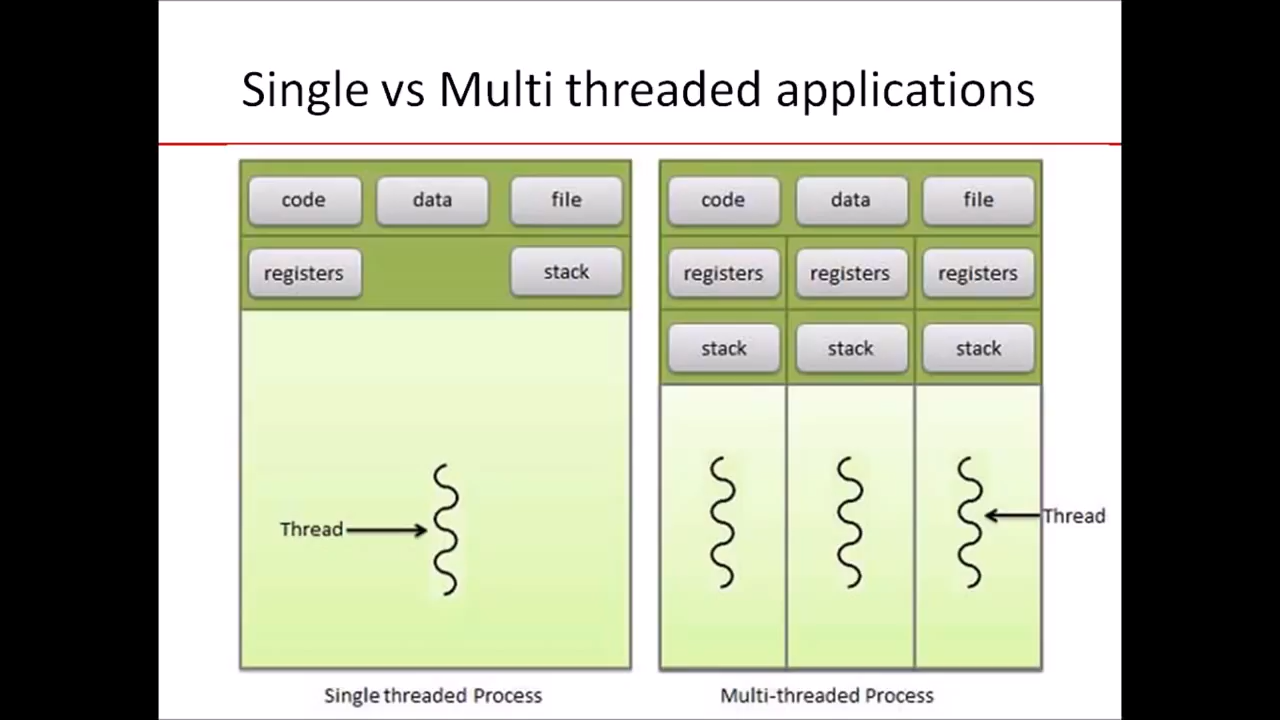 Single vs Multi threaded applications
code data file
registers stack
Thread
Single threaded Process
code data file
registers registers registers
stack stack stack
Thread
Multi-threaded Process